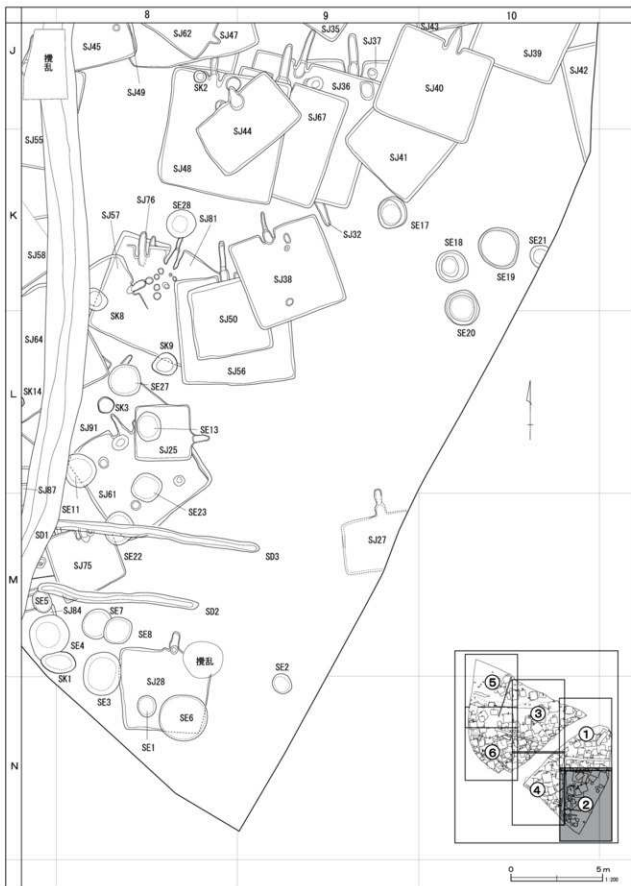 8 9 10
J
K
L
M
N
SJ45
SJ62
SJ47
SJ35
SJ37
SJ43
SJ39
SJ42
攪乱
SJ49
SK2
SJ36
SJ40
SJ44
SJ67
SJ55
SJ48
SJ41
SJ57
SJ76
SE28
SJ81
SJ32
SE17
SJ58
SJ38
SE18
SE19
SE21
SK8
SJ50
SE20
SJ64
SK9
SJ56
SE27
SK14
SK3
SE13
SJ91
SJ25
SJ87
SJ61
SE11
SE23
SJ27
SD1
SE22
SD3
SJ75
SE5
SJ84
SE7
SD2
SE4
SE8
攪乱
SK1
SE3
SJ28
SE2
SE1
SE6
⑤
③
①
⑥
④
②
0 5m
1:200